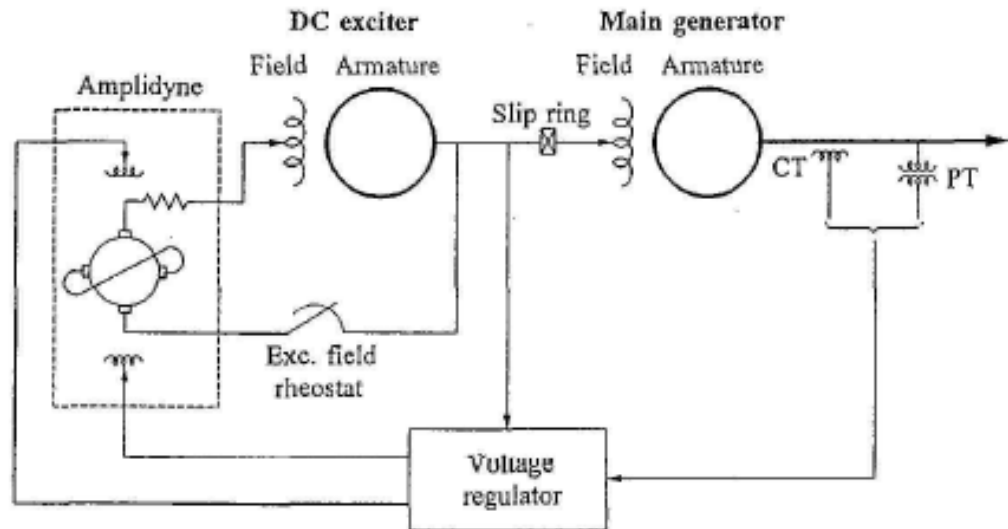 DC exciter
Main generator
Field
Armature
Field
Armature
Amplidyne
Slip ring
CT
PT
Exc. field
rheostat
Voltage
regulator